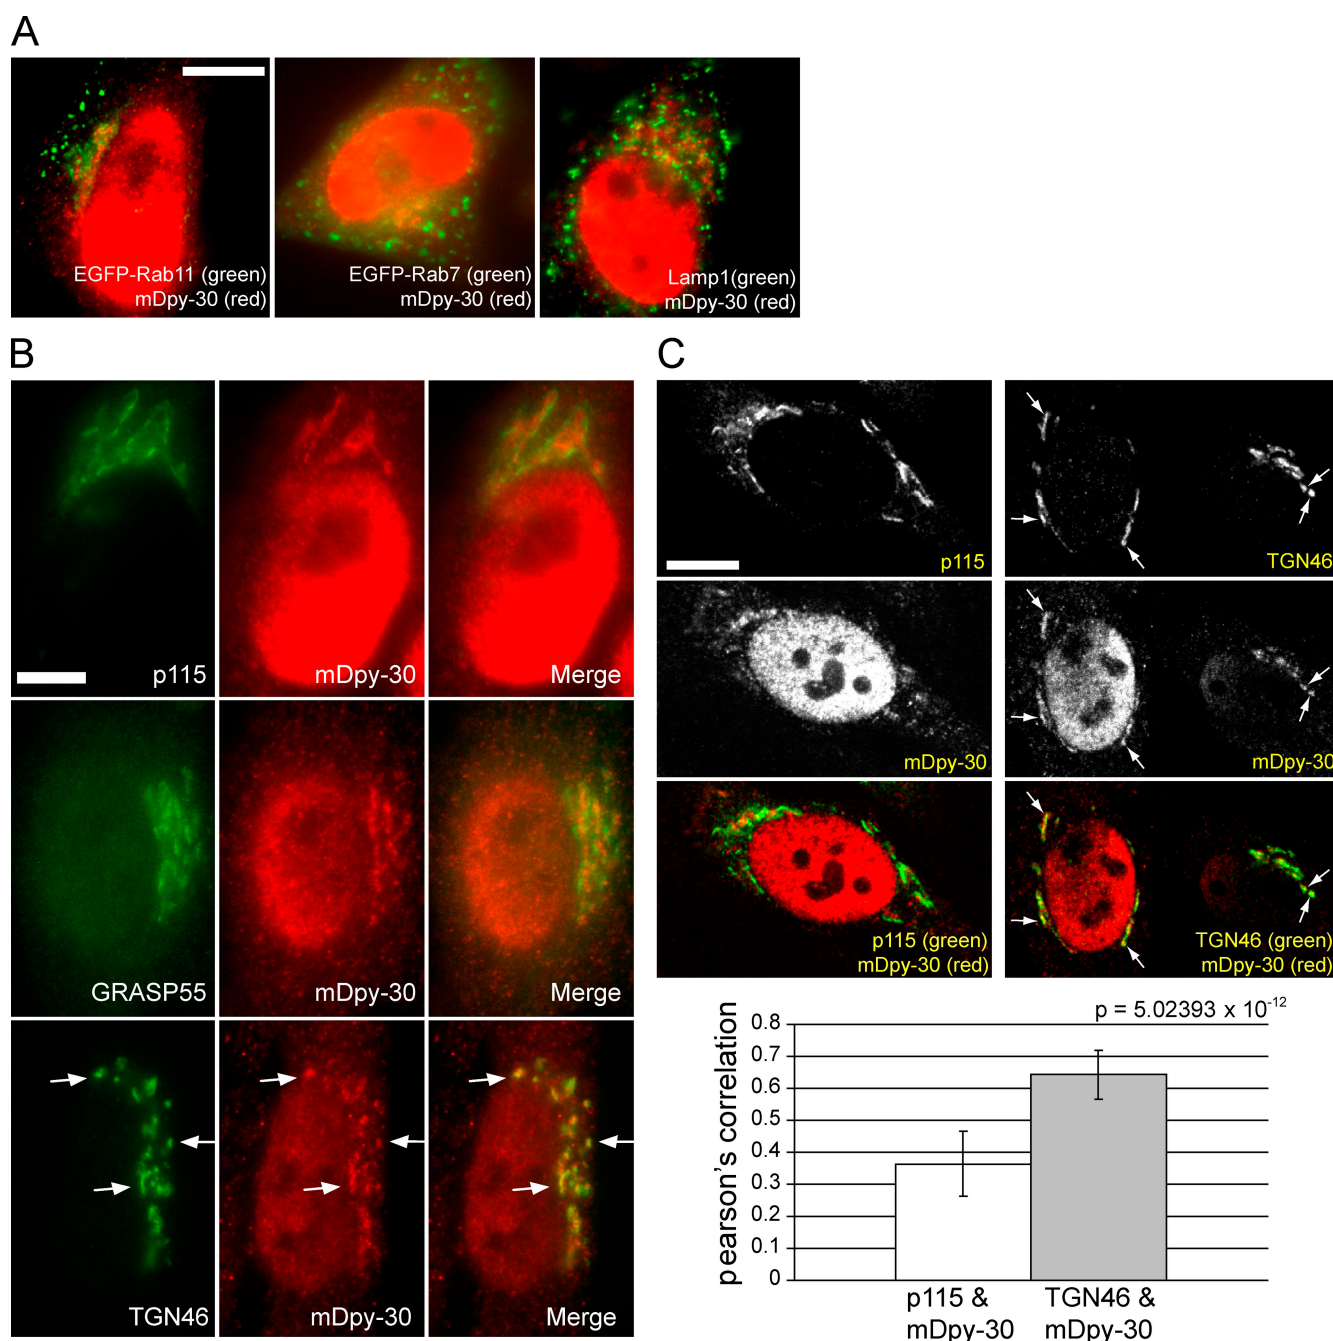 A
EGFP-Rab11 (green)
mDpy-30 (red)
EGFP-Rab7 (green)
mDpy-30 (red)
Lamp1(green)
mDpy-30 (red)
B
p115
mDpy-30
Merge
GRASP55
mDpy-30
Merge
TGN46
mDpy-30
Merge
C
p115
TGN46
mDpy-30
mDpy-30
p115 (green)
mDpy-30 (red)
TGN46 (green)
mDpy-30 (red)
p = 5.02393 x 10⁻¹²
pearson's correlation
0.8
0.7
0.6
0.5
0.4
0.3
0.2
0.1
0
p115 &
mDpy-30
TGN46 &
mDpy-30